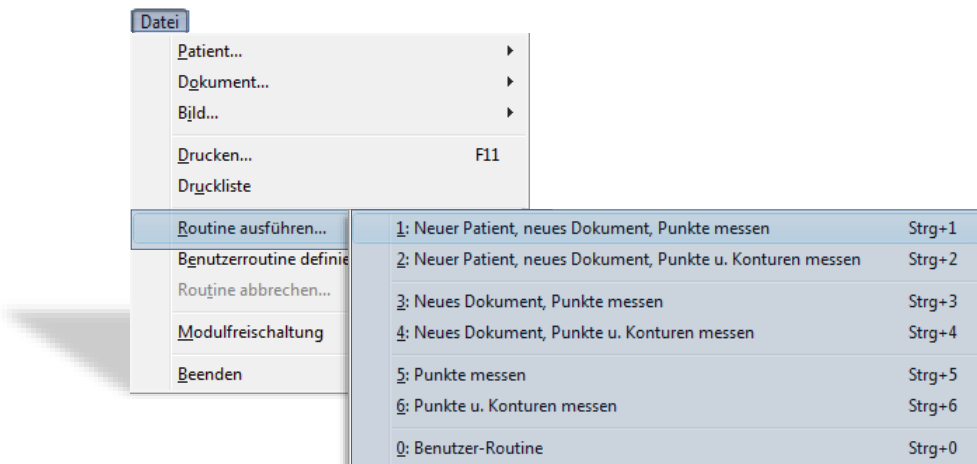 Datei
Patient...
Dokument...
Bild...
Drucken... F11
Druckliste
Routine ausführen...
1: Neuer Patient, neues Dokument, Punkte messen Strg+1
Benutzerroutine definie
2: Neuer Patient, neues Dokument, Punkte u. Konturen messen Strg+2
Routine abbrechen...
3: Neues Dokument, Punkte messen Strg+3
Modulfreischaltung
4: Neues Dokument, Punkte u. Konturen messen Strg+4
Beenden
5: Punkte messen Strg+5
6: Punkte u. Konturen messen Strg+6
0: Benutzer-Routine Strg+0